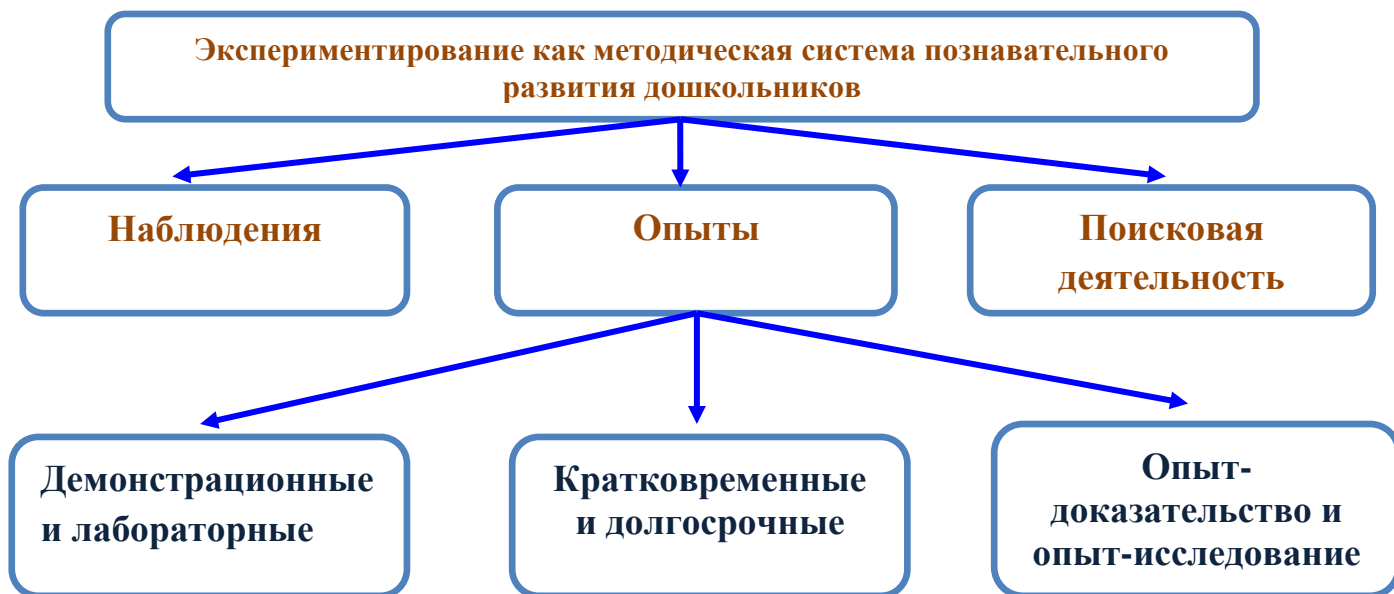 Экспериментирование как методическая система познавательного
развития дошкольников
Наблюдения
Опыты
Поисковая
деятельность
Демонстрационные
и лабораторные
Кратковременные
и долгосрочные
Опыт-
доказательство и
опыт-исследование